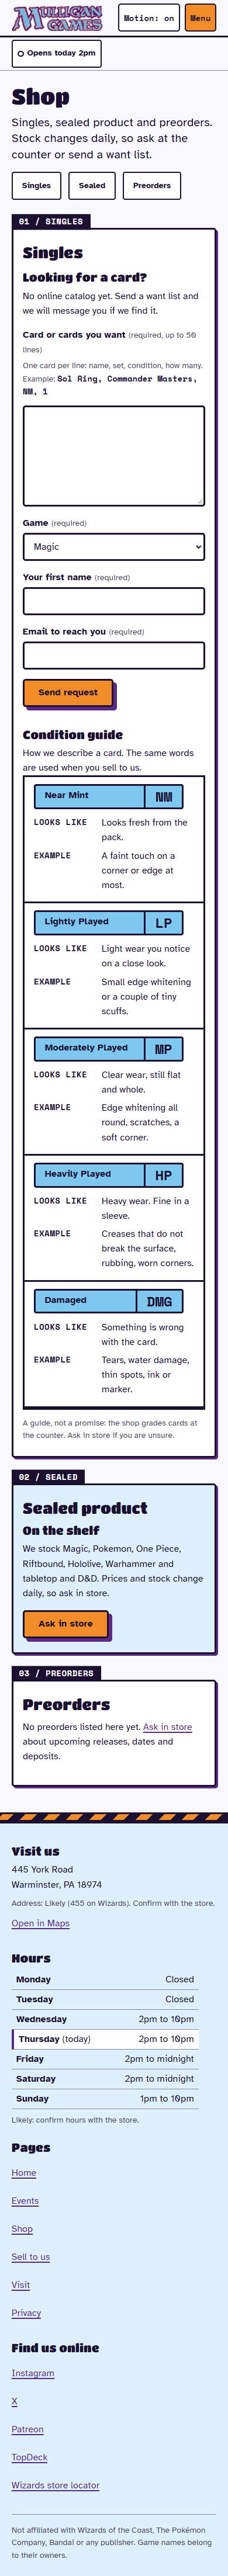 MULLIGAN GAMES
Motion: on
Menu
Opens today 2pm
Shop
Singles, sealed product and preorders.
Stock changes daily, so ask at the
counter or send a want list.
Singles
Sealed
Preorders
01 / SINGLES
Singles
Looking for a card?
No online catalog yet. Send a want list and
we will message you if we find it.
Card or cards you want (required, up to 50
lines)
One card per line: name, set, condition, how many.
Example: Sol Ring, Commander Masters,
NM, 1
Game (required)
Magic
Your first name (required)
Email to reach you (required)
Send request
Condition guide
How we describe a card. The same words
are used when you sell to us.
Near Mint NM
LOOKS LIKE Looks fresh from the
pack.
EXAMPLE A faint touch on a
corner or edge at
most.
Lightly Played LP
LOOKS LIKE Light wear you notice
on a close look.
EXAMPLE Small edge whitening
or a couple of tiny
scuffs.
Moderately Played MP
LOOKS LIKE Clear wear, still flat
and whole.
EXAMPLE Edge whitening all
round, scratches, a
soft corner.
Heavily Played HP
LOOKS LIKE Heavy wear. Fine in a
sleeve.
EXAMPLE Creases that do not
break the surface,
rubbing, worn corners.
Damaged DMG
LOOKS LIKE Something is wrong
with the card.
EXAMPLE Tears, water damage,
thin spots, ink or
marker.
A guide, not a promise: the shop grades cards at
the counter. Ask in store if you are unsure.
02 / SEALED
Sealed product
On the shelf
We stock Magic, Pokemon, One Piece,
Riftbound, Hololive, Warhammer and
tabletop and D&D. Prices and stock change
daily, so ask in store.
Ask in store
03 / PREORDERS
Preorders
No preorders listed here yet. Ask in store
about upcoming releases, dates and
deposits.
Visit us
445 York Road
Warminster, PA 18974
Address: Likely (455 on Wizards). Confirm with the store.
Open in Maps
Hours
Monday Closed
Tuesday Closed
Wednesday 2pm to 10pm
Thursday (today) 2pm to 10pm
Friday 2pm to midnight
Saturday 2pm to midnight
Sunday 1pm to 10pm
Likely: confirm hours with the store.
Pages
Home
Events
Shop
Sell to us
Visit
Privacy
Find us online
Instagram
X
Patreon
TopDeck
Wizards store locator
Not affiliated with Wizards of the Coast, The Pokémon
Company, Bandai or any publisher. Game names belong
to their owners.